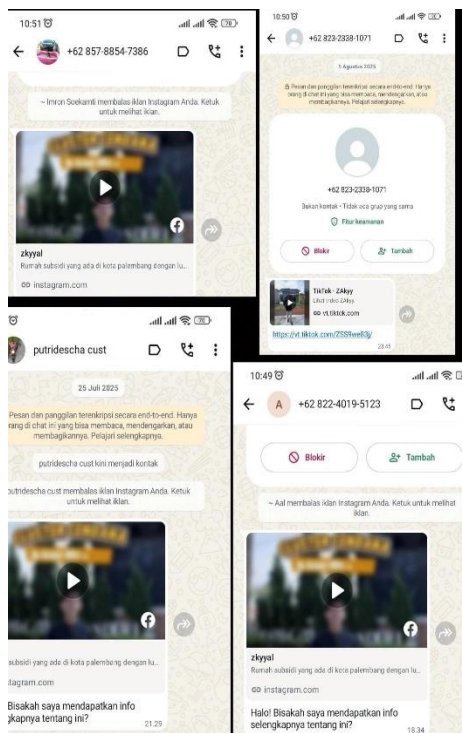 10:51
+62 857-8854-7386
~ Imron Soekamti membalas iklan Instagram Anda. Ketuk
untuk melihat iklan.
zkyyal
Rumah subsidi yang ada di kota palembang dengan lu...
instagram.com
10:50
+62 823-2338-1071
5 Agustus 2025
Pesan dan panggilan terenkripsi secara end-to-end. Hanya
orang di chat ini yang bisa membaca, mendengarkan, atau
membagikannya. Pelajari selengkapnya.
+62 823-2338-1071
Bukan kontak · Tidak ada grup yang sama
Fitur keamanan
Blokir
Tambah
TikTok · ZAkyy
Lihat video ZAkyy
vt.tiktok.com
23.41
putridescha cust
25 Juli 2025
Pesan dan panggilan terenkripsi secara end-to-end. Hanya
orang di chat ini yang bisa membaca, mendengarkan, atau
membagikannya. Pelajari selengkapnya.
putridescha cust kini menjadi kontak
putridescha cust membalas iklan Instagram Anda. Ketuk
untuk melihat iklan.
subsidi yang ada di kota palembang dengan lu...
stagram.com
Bisakah saya mendapatkan info
gkapnya tentang ini?
21.29
10:49
A
+62 822-4019-5123
Blokir
Tambah
~ Aal membalas iklan Instagram Anda. Ketuk untuk melihat
iklan.
zkyyal
Rumah subsidi yang ada di kota palembang dengan lu...
instagram.com
Halo! Bisakah saya mendapatkan info
selengkapnya tentang ini?
18.34